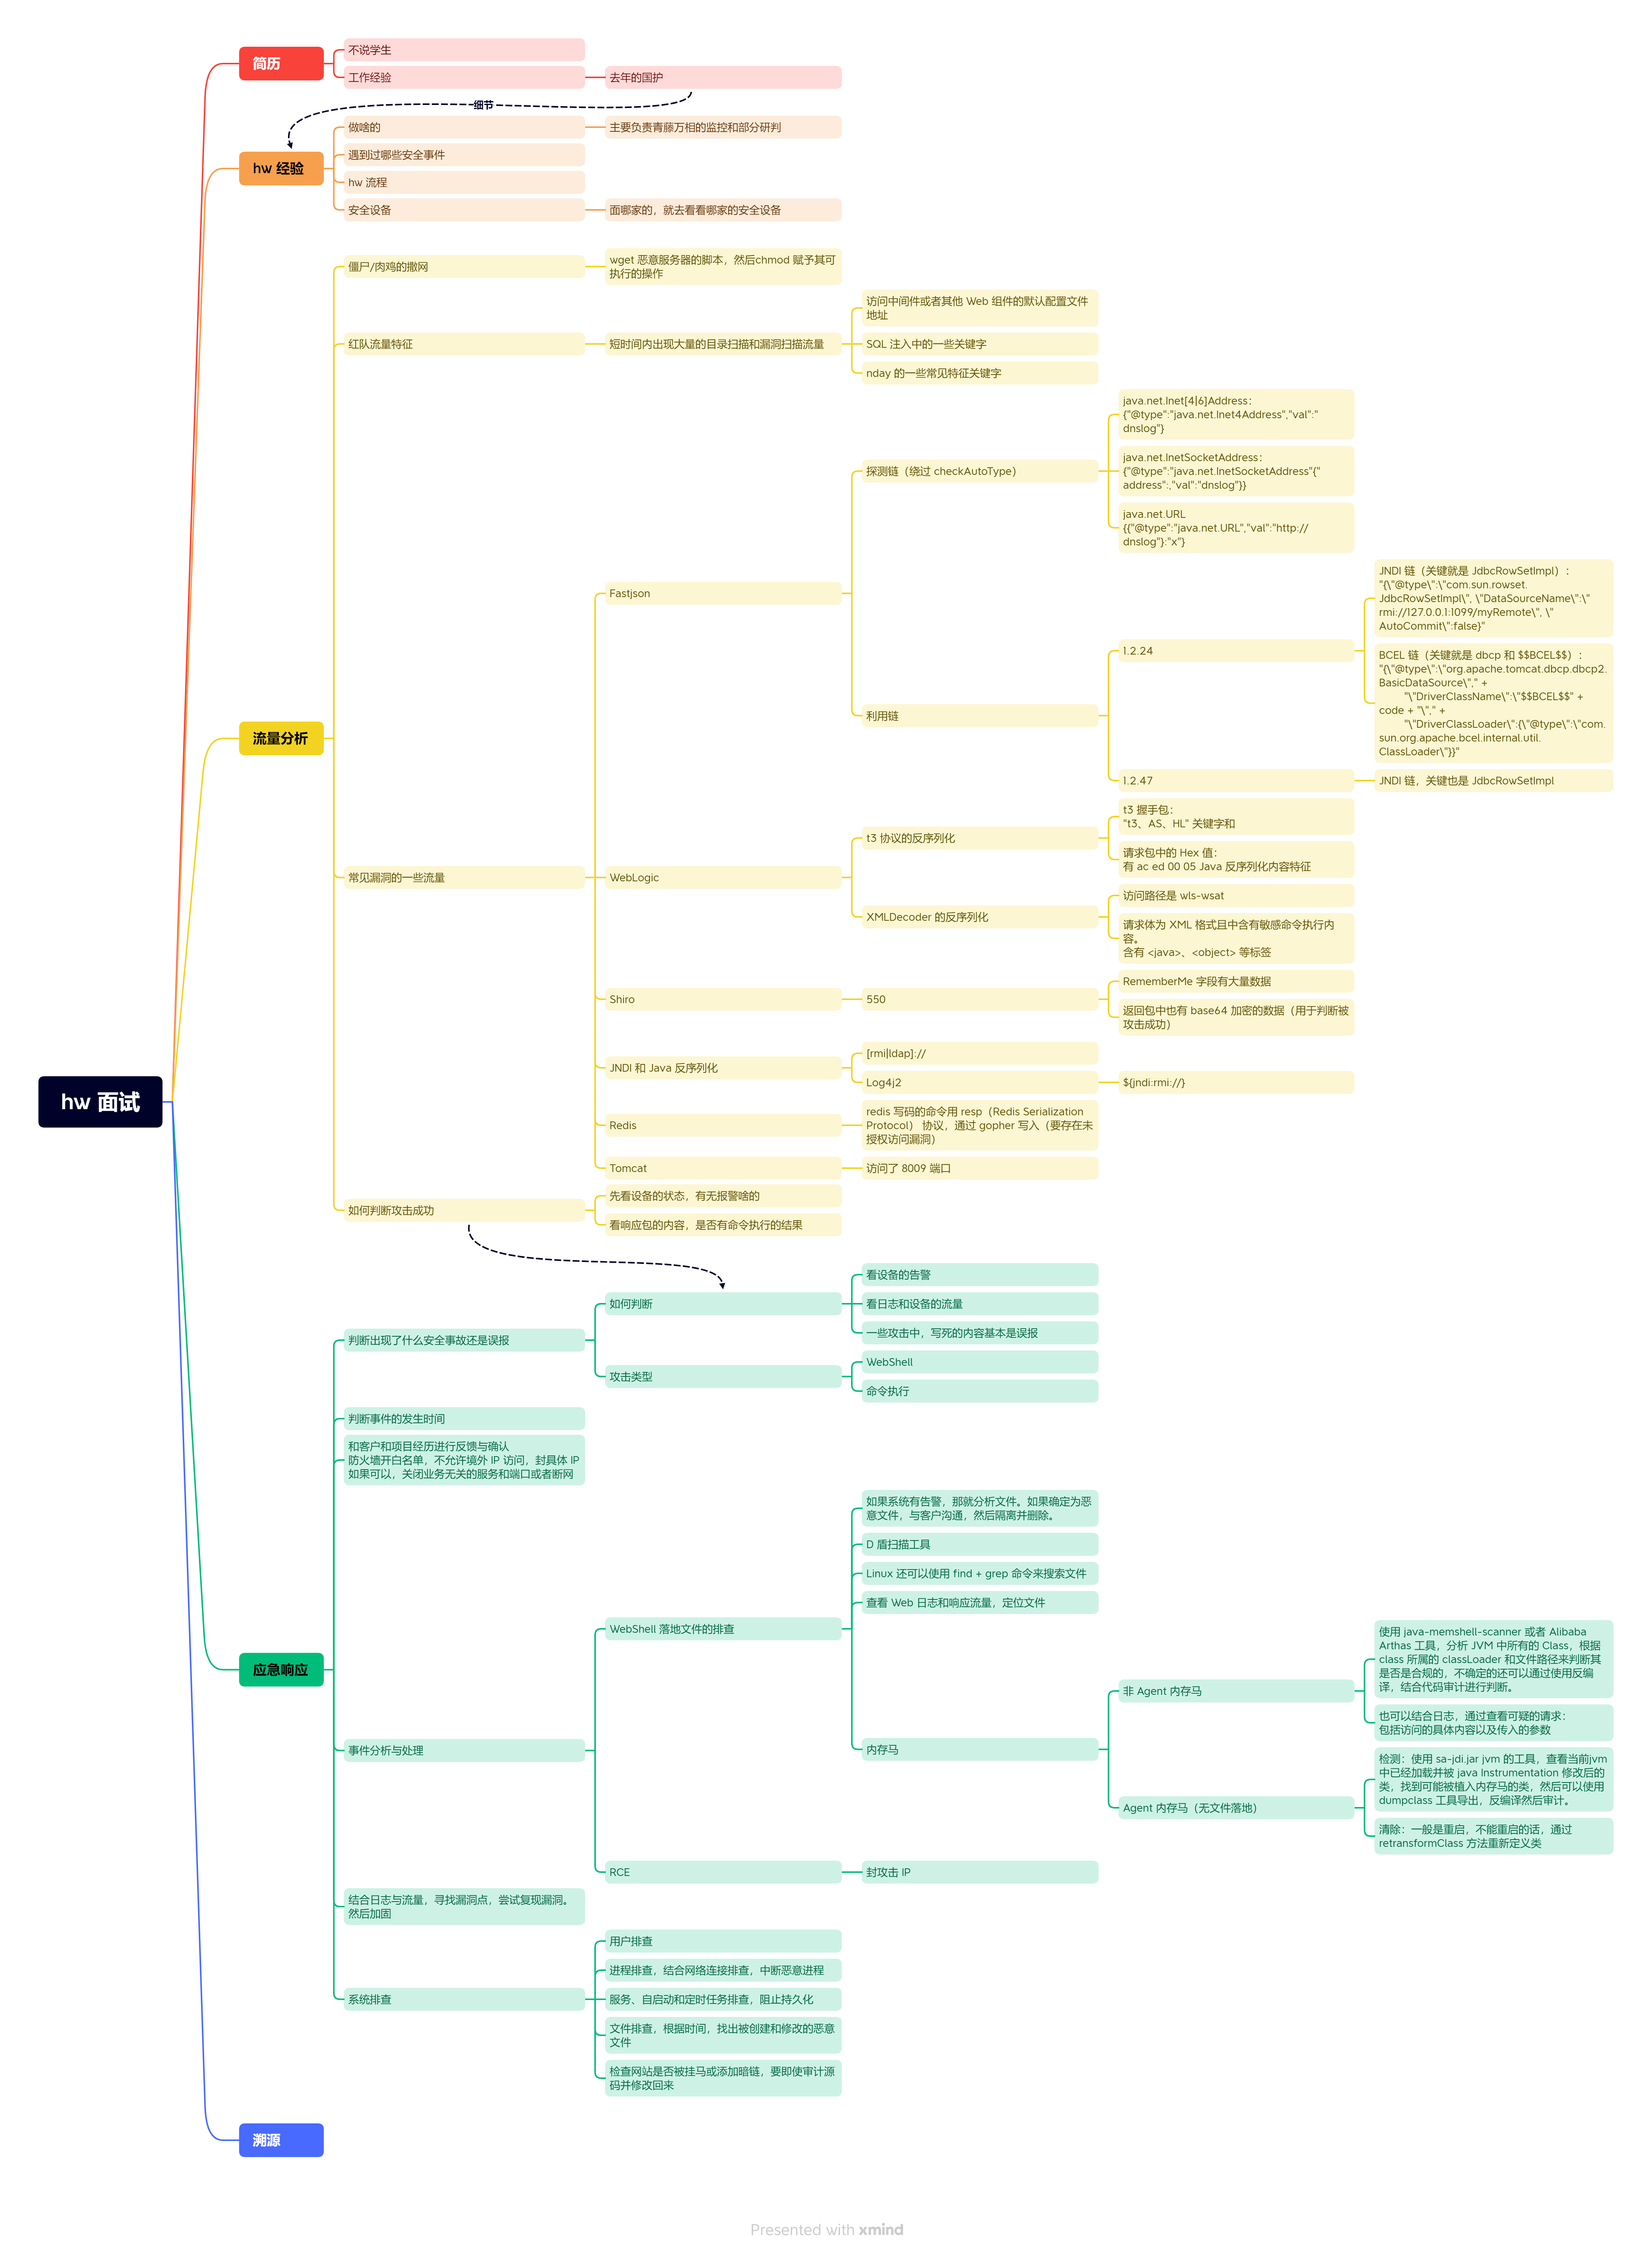 简历
不说学生
工作经验
去年的国护
细节
hw 经验
做啥的
主要负责青藤万相的监控和部分研判
遇到过哪些安全事件
hw 流程
安全设备
面哪家的，就去看看哪家的安全设备
hw 面试
流量分析
僵尸/肉鸡的撒网
wget 恶意服务器的脚本，然后chmod 赋予其可
执行的操作
红队流量特征
短时间内出现大量的目录扫描和漏洞扫描流量
访问中间件或者其他 Web 组件的默认配置文件
地址
SQL 注入中的一些关键字
nday 的一些常见特征关键字
常见漏洞的一些流量
Fastjson
探测链（绕过 checkAutoType）
java.net.Inet[4|6]Address：
{"@type":"java.net.Inet4Address","val":"
dnslog"}
java.net.InetSocketAddress：
{"@type":"java.net.InetSocketAddress"{"
address":,"val":"dnslog"}}
java.net.URL
{{"@type":"java.net.URL","val":"http://
dnslog"}:"x"}
利用链
1.2.24
JNDI 链（关键就是 JdbcRowSetImpl）：
"{\"@type\":\"com.sun.rowset.
JdbcRowSetImpl\", \"DataSourceName\":\"
rmi://127.0.0.1:1099/myRemote\", \"
AutoCommit\":false}"
BCEL 链（关键就是 dbcp 和 $$BCEL$$）：
"{\"@type\":\"org.apache.tomcat.dbcp.dbcp2.
BasicDataSource\"," +
"\"DriverClassName\":\"$$BCEL$$" +
code + "\"," +
"\"DriverClassLoader\":{\"@type\":\"com.
sun.org.apache.bcel.internal.util.
ClassLoader\"}}"
1.2.47
JNDI 链，关键也是 JdbcRowSetImpl
WebLogic
t3 协议的反序列化
t3 握手包：
"t3、AS、HL" 关键字和
请求包中的 Hex 值：
有 ac ed 00 05 Java 反序列化内容特征
XMLDecoder 的反序列化
访问路径是 wls-wsat
请求体为 XML 格式且中含有敏感命令执行内
容。
含有 <java>、<object> 等标签
Shiro
550
RememberMe 字段有大量数据
返回包中也有 base64 加密的数据（用于判断被
攻击成功）
JNDI 和 Java 反序列化
[rmi|ldap]://
Log4j2
${jndi:rmi://}
Redis
redis 写码的命令用 resp（Redis Serialization
Protocol） 协议，通过 gopher 写入（要存在未
授权访问漏洞）
Tomcat
访问了 8009 端口
如何判断攻击成功
先看设备的状态，有无报警啥的
看响应包的内容，是否有命令执行的结果
应急响应
判断出现了什么安全事故还是误报
如何判断
看设备的告警
看日志和设备的流量
一些攻击中，写死的内容基本是误报
攻击类型
WebShell
命令执行
判断事件的发生时间
和客户和项目经历进行反馈与确认
防火墙开白名单，不允许境外 IP 访问，封具体 IP
如果可以，关闭业务无关的服务和端口或者断网
事件分析与处理
WebShell 落地文件的排查
如果系统有告警，那就分析文件。如果确定为恶
意文件，与客户沟通，然后隔离并删除。
D 盾扫描工具
Linux 还可以使用 find + grep 命令来搜索文件
查看 Web 日志和响应流量，定位文件
内存马
非 Agent 内存马
使用 java-memshell-scanner 或者 Alibaba
Arthas 工具，分析 JVM 中所有的 Class，根据
class 所属的 classLoader 和文件路径来判断其
是否是合规的，不确定的还可以通过使用反编
译，结合代码审计进行判断。
也可以结合日志，通过查看可疑的请求：
包括访问的具体内容以及传入的参数
Agent 内存马（无文件落地）
检测：使用 sa-jdi.jar jvm 的工具，查看当前jvm
中已经加载并被 java Instrumentation 修改后的
类，找到可能被植入内存马的类，然后可以使用
dumpclass 工具导出，反编译然后审计。
清除：一般是重启，不能重启的话，通过
retransformClass 方法重新定义类
RCE
封攻击 IP
结合日志与流量，寻找漏洞点，尝试复现漏洞。
然后加固
系统排查
用户排查
进程排查，结合网络连接排查，中断恶意进程
服务、自启动和定时任务排查，阻止持久化
文件排查，根据时间，找出被创建和修改的恶意
文件
检查网站是否被挂马或添加暗链，要即使审计源
码并修改回来
溯源
Presented with xmind